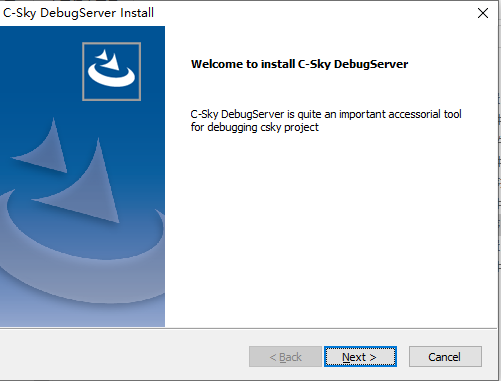 C-Sky DebugServer Install
Welcome to install C-Sky DebugServer
C-Sky DebugServer is quite an important accessorial tool
for debugging csky project
< Back
Next >
Cancel